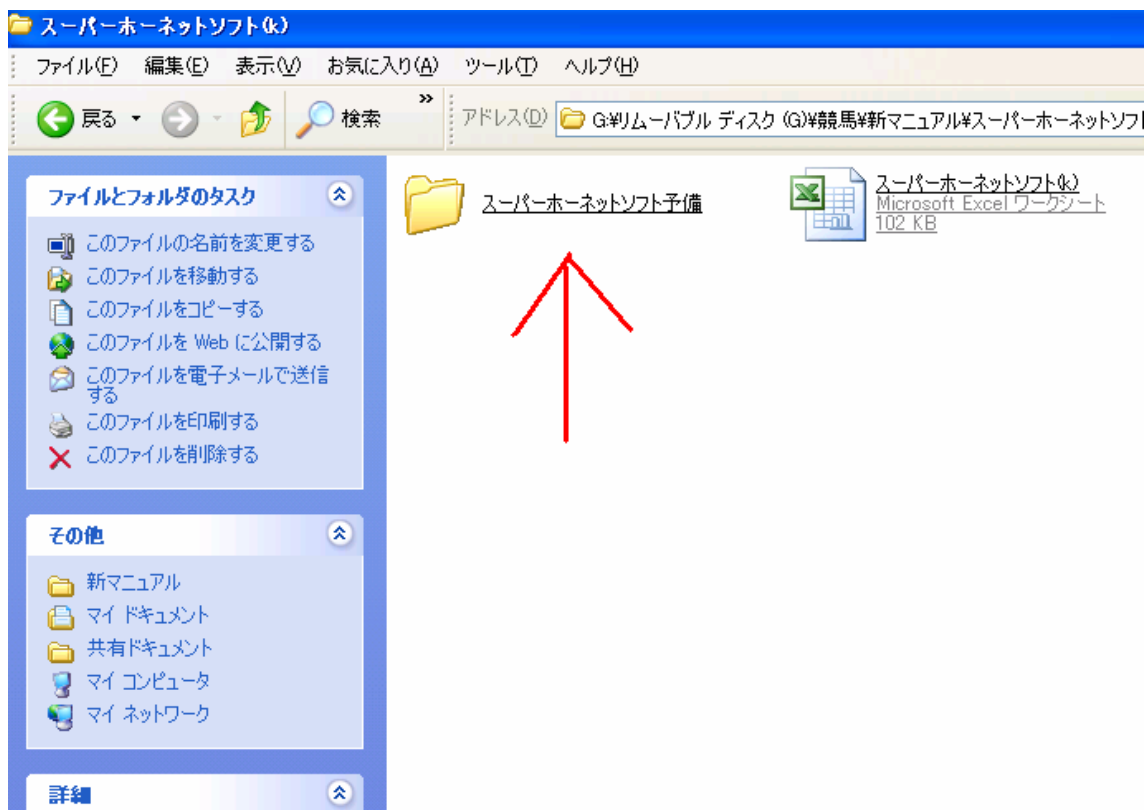 スーパーホーネットソフト(k)
ファイル(F) 編集(E) 表示(V) お気に入り(A) ツール(T) ヘルプ(H)
戻る 検索 » アドレス(D) G:¥リムーバブル ディスク (G)¥競馬¥新マニュアル¥スーパーホーネットソフ
ファイルとフォルダのタスク
このファイルの名前を変更する
このファイルを移動する
このファイルをコピーする
このファイルを Web に公開する
このファイルを電子メールで送信
する
このファイルを印刷する
このファイルを削除する
その他
新マニュアル
マイ ドキュメント
共有ドキュメント
マイ コンピュータ
マイ ネットワーク
詳細
スーパーホーネットソフト予備
スーパーホーネットソフト(k)
Microsoft Excel ワークシート
102 KB